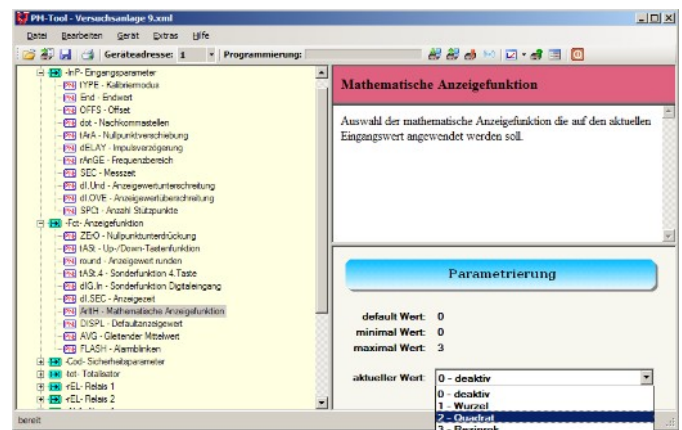 PM-Tool - Versuchsanlage 9.xml
Datei Bearbeiten Gerät Extras Hilfe
Geräteadresse: 1 Programmierung:
-InP- Eingangsparameter
tYPE - Kalibriermodus
End - Endwert
OFFS - Offset
dot - Nachkommastellen
tArA - Nullpunktverschiebung
dELAY - Impulsverzögerung
rAnGE - Frequenzbereich
SEC - Messzeit
dI.Und - Anzeigewertunterschreitung
dI.OVE - Anzeigewertüberschreitung
SPCt - Anzahl Stützpunkte
-Fct- Anzeigefunktion
ZErO - Nullpunktunterdrückung
tASt - Up-/Down-Tastenfunktion
round - Anzeigewert runden
tASt.4 - Sonderfunktion 4.Taste
dIG.In - Sonderfunktion Digitaleingang
dI.SEC - Anzeigezeit
ArItH - Mathematische Anzeigefunktion
DISPL - Defaultanzeigewert
AVG - Gleitender Mittelwert
FLASH - Alarmblinken
-Cod- Sicherheitsparameter
-tot- Totalisator
-rEL- Relais 1
-rEL- Relais 2
Mathematische Anzeigefunktion
Auswahl der mathematische Anzeigefunktion die auf den aktuellen
Eingangswert angewendet werden soll.
Parametrierung
default Wert: 0
minimal Wert: 0
maximal Wert: 3
aktueller Wert: 0 - deaktiv
0 - deaktiv
1 - Wurzel
2 - Quadrat
3 - Reziprok
bereit